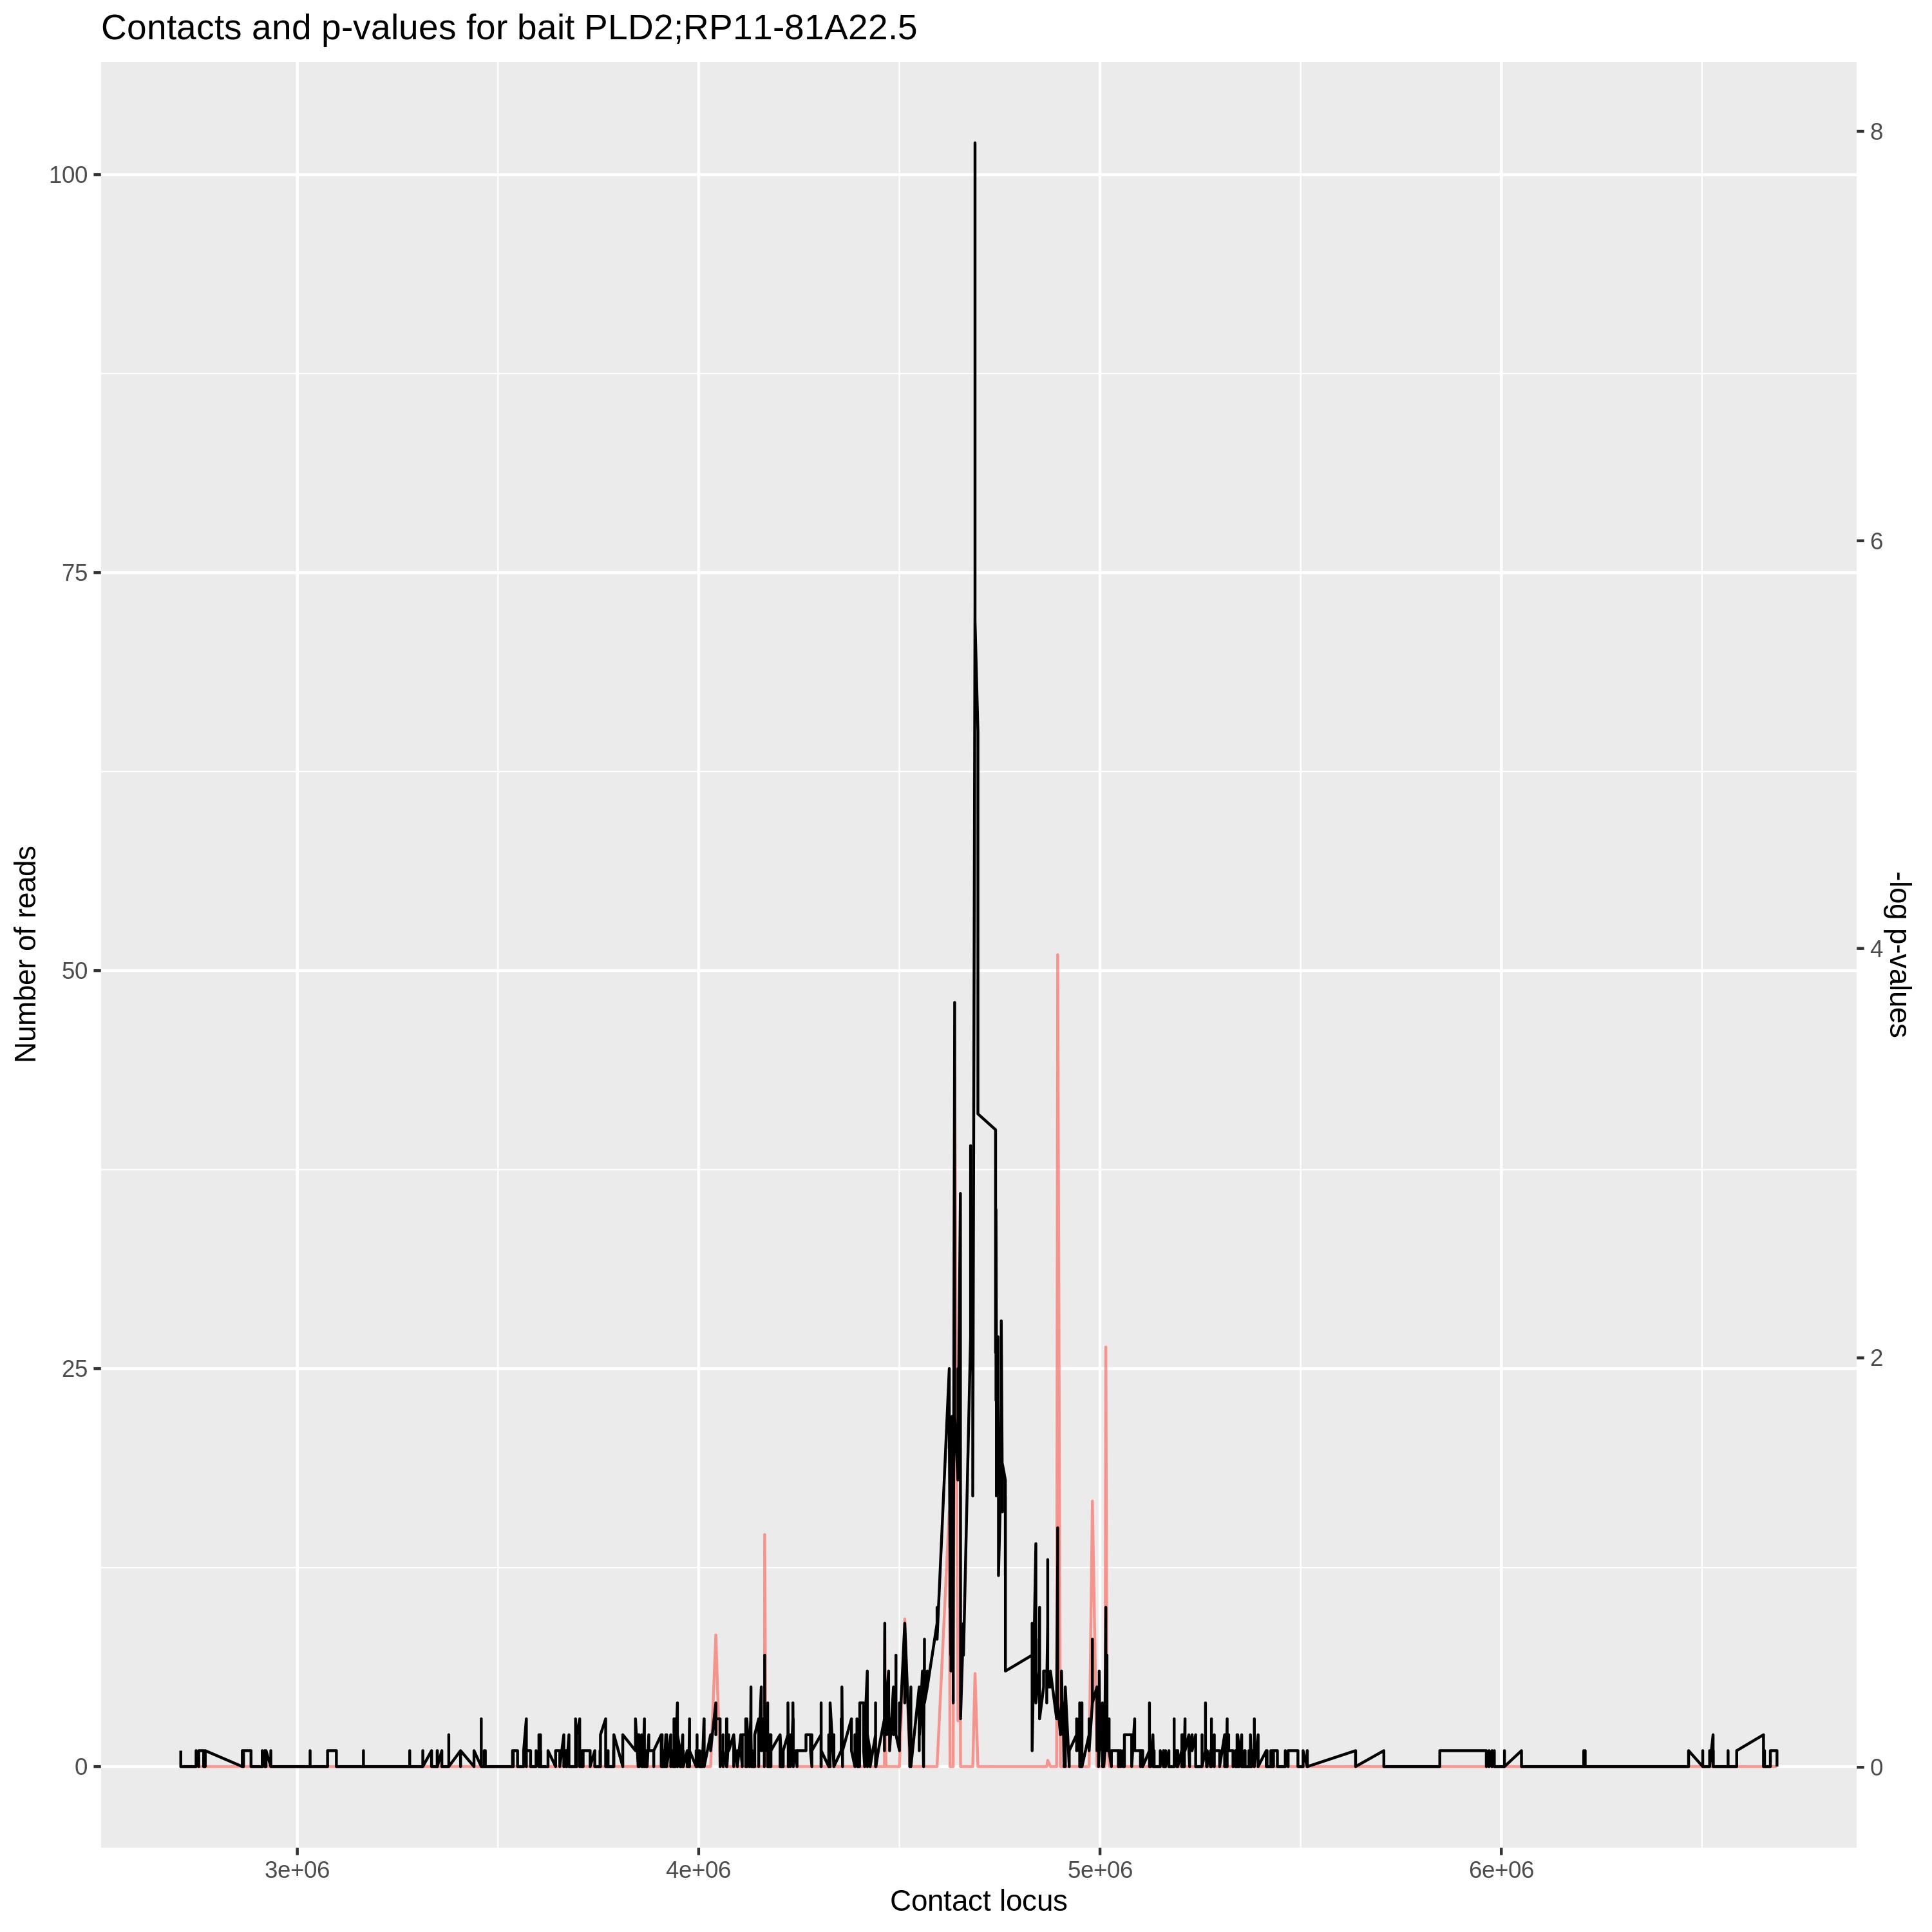 Contacts and p-values for bait PLD2;RP11-81A22.5
100
75
50
25
0
Number of reads
8
6
4
2
0
-log p-values
3e+06
4e+06
5e+06
6e+06
Contact locus